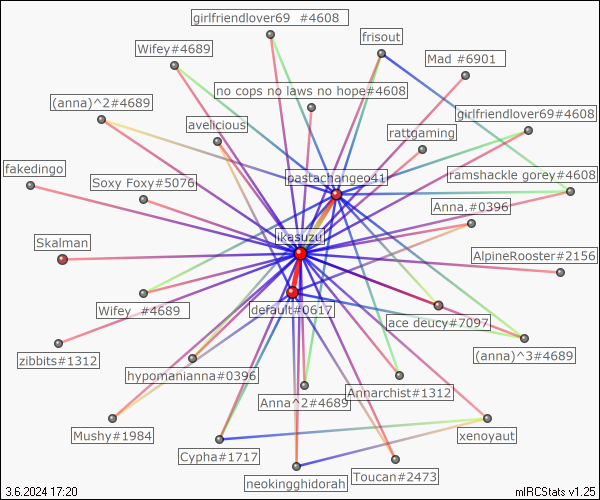 girlfriendlover69 #4608
frisout
Wifey#4689
Mad #6901
no cops no laws no hope#4608
(anna)^2#4689
girlfriendlover69#4608
avelicious
rattgaming
fakedingo
pastachangeo41
ramshackle gorey#4608
Soxy Foxy#5076
Anna.#0396
ikasuzu
Skalman
AlpineRooster#2156
Wifey #4689
default#0617
ace deucy#7097
zibbits#1312
(anna)^3#4689
hypomanianna#0396
Annarchist#1312
Anna^2#4689
Mushy#1984
xenoyaut
Cypha#1717
Toucan#2473
neokingghidorah
3.6.2024 17:20
mIRCStats v1.25